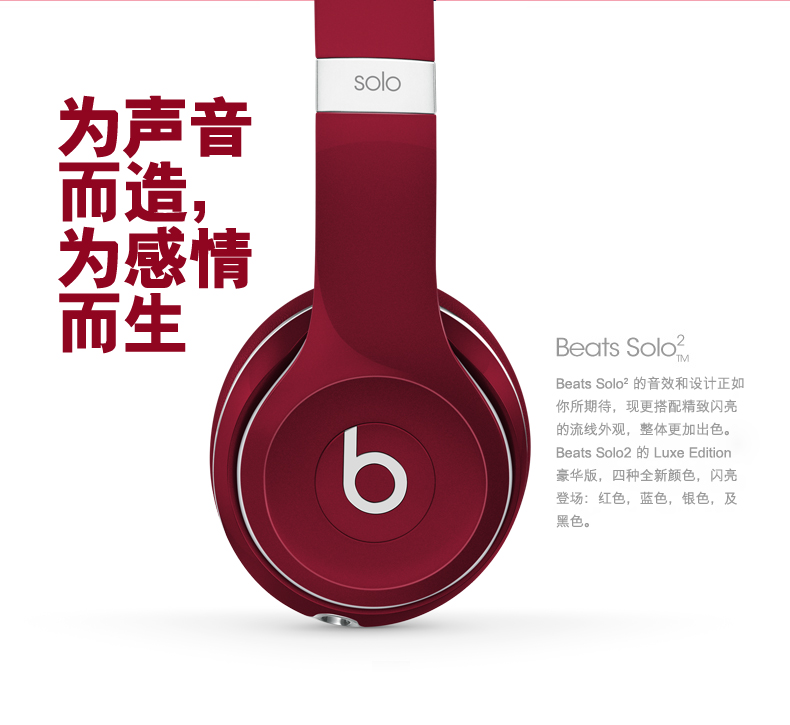 solo
为声音
而造，
为感情
而生
b
Beats Solo²
TM
Beats Solo² 的音效和设计正如
你所期待，现更搭配精致闪亮
的流线外观，整体更加出色。
Beats Solo2 的 Luxe Edition
豪华版，四种全新颜色，闪亮
登场：红色，蓝色，银色，及
黑色。